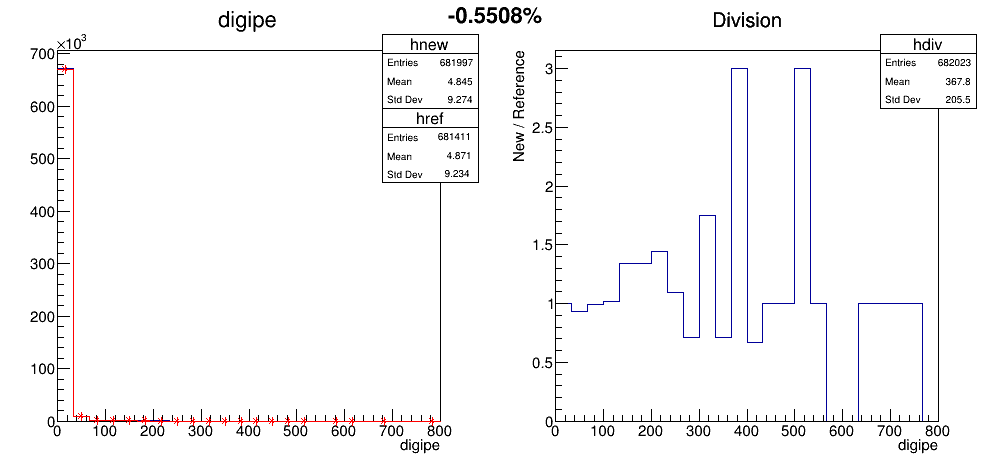 -0.5508%
digipe
×10³
hnew
Entries 681997
Mean 4.845
Std Dev 9.274
href
Entries 681411
Mean 4.871
Std Dev 9.234
700
600
500
400
300
200
100
0
0 100 200 300 400 500 600 700 800
digipe
Division
hdiv
Entries 682023
Mean 367.8
Std Dev 205.5
New / Reference
3
2.5
2
1.5
1
0.5
0
0 100 200 300 400 500 600 700 800
digipe